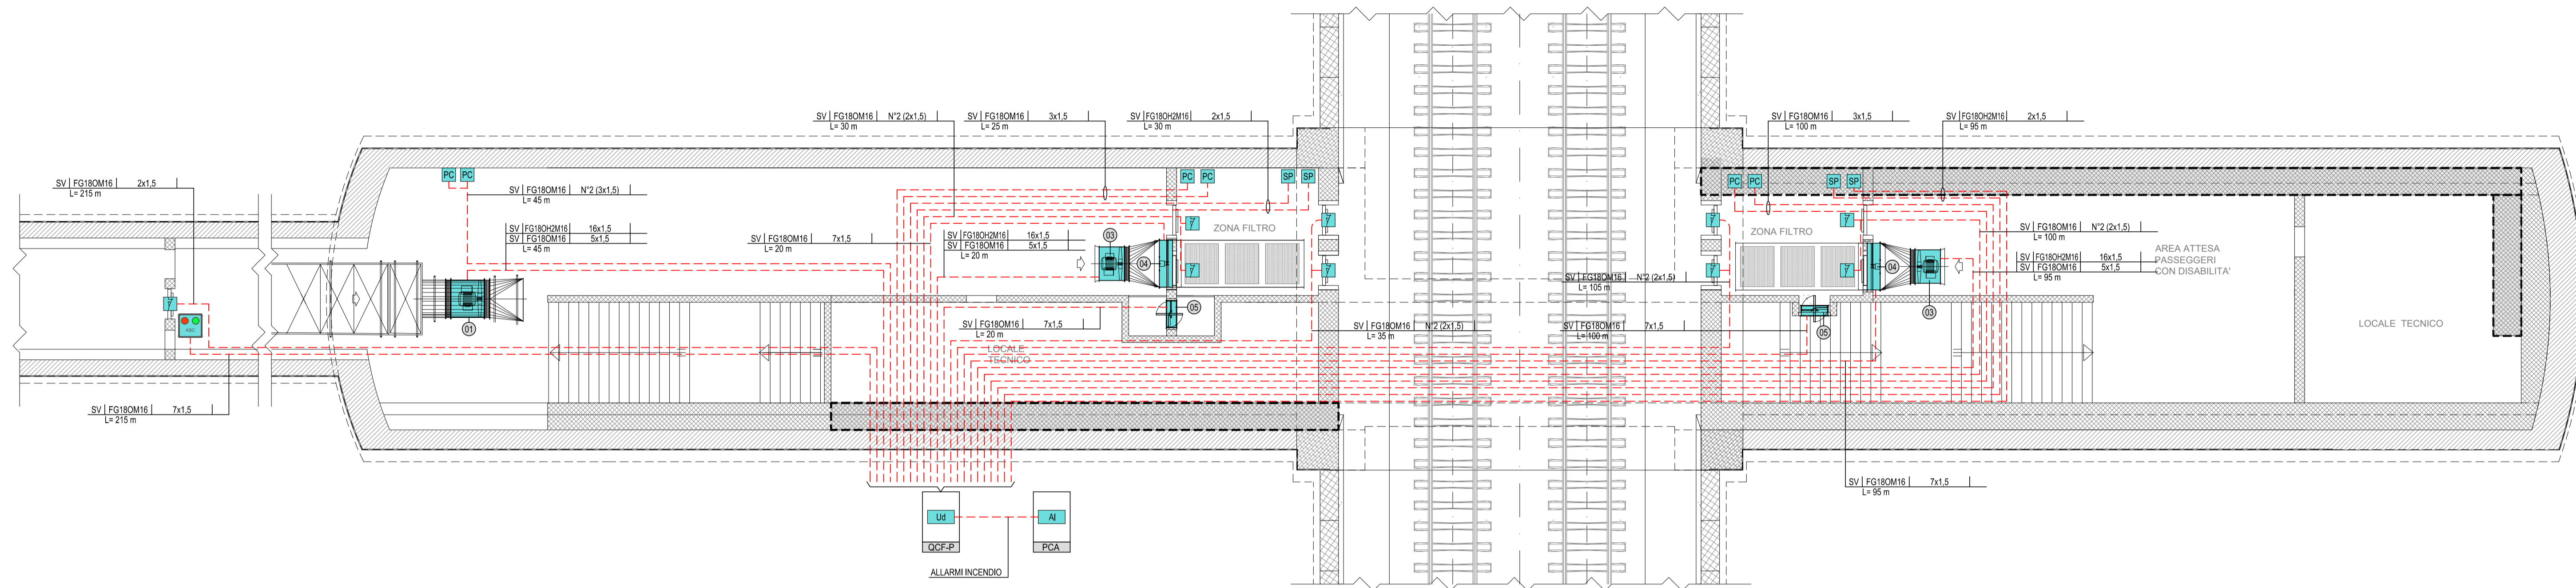 SV FG18OM16 N°2 (2x1,5)
L= 30 m
SV FG18OM16 3x1,5
L= 25 m
SV FG18OH2M16 2x1,5
L= 30 m
SV FG18OM16 3x1,5
L= 100 m
SV FG18OH2M16 2x1,5
L= 95 m
SV FG18OM16 2x1,5
L= 215 m
PC PC
SV FG18OM16 N°2 (3x1,5)
L= 45 m
PC PC
SP SP
PC PC
SP SP
SV FG18OH2M16 16x1,5
SV FG18OM16 5x1,5
L= 45 m
SV FG18OM16 7x1,5
L= 20 m
SV FG18OH2M16 16x1,5
SV FG18OM16 5x1,5
L= 20 m
03
04
ZONA FILTRO
ZONA FILTRO
SV FG18OM16 N°2 (2x1,5)
L= 100 m
SV FG18OH2M16 16x1,5
SV FG18OM16 5x1,5
L= 95 m
AREA ATTESA
PASSEGGERI
CON DISABILITA'
SV FG18OM16 N°2 (2x1,5)
L= 105 m
04
03
ABC
01
05
05
SV FG18OM16 7x1,5
L= 20 m
SV FG18OM16 N°2 (2x1,5)
L= 35 m
SV FG18OM16 7x1,5
L= 100 m
LOCALE
TECNICO
LOCALE TECNICO
SV FG18OM16 7x1,5
L= 215 m
SV FG18OM16 7x1,5
L= 95 m
Ud
AI
QCF-P
PCA
ALLARMI INCENDIO